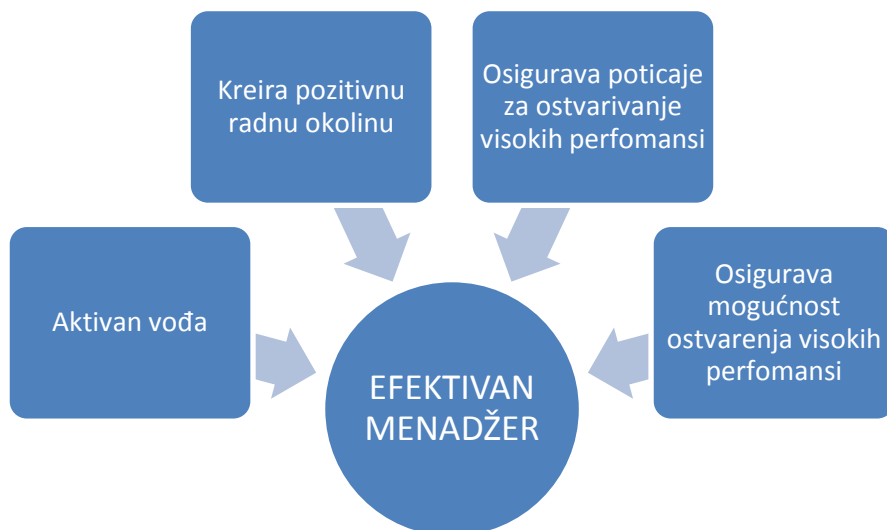 Kreira pozitivnu
radnu okolinu
Osigurava poticaje
za ostvarivanje
visokih perfomansi
Aktivan vođa
Osigurava
mogućnost
ostvarenja visokih
perfomansi
EFEKTIVAN
MENADŽER